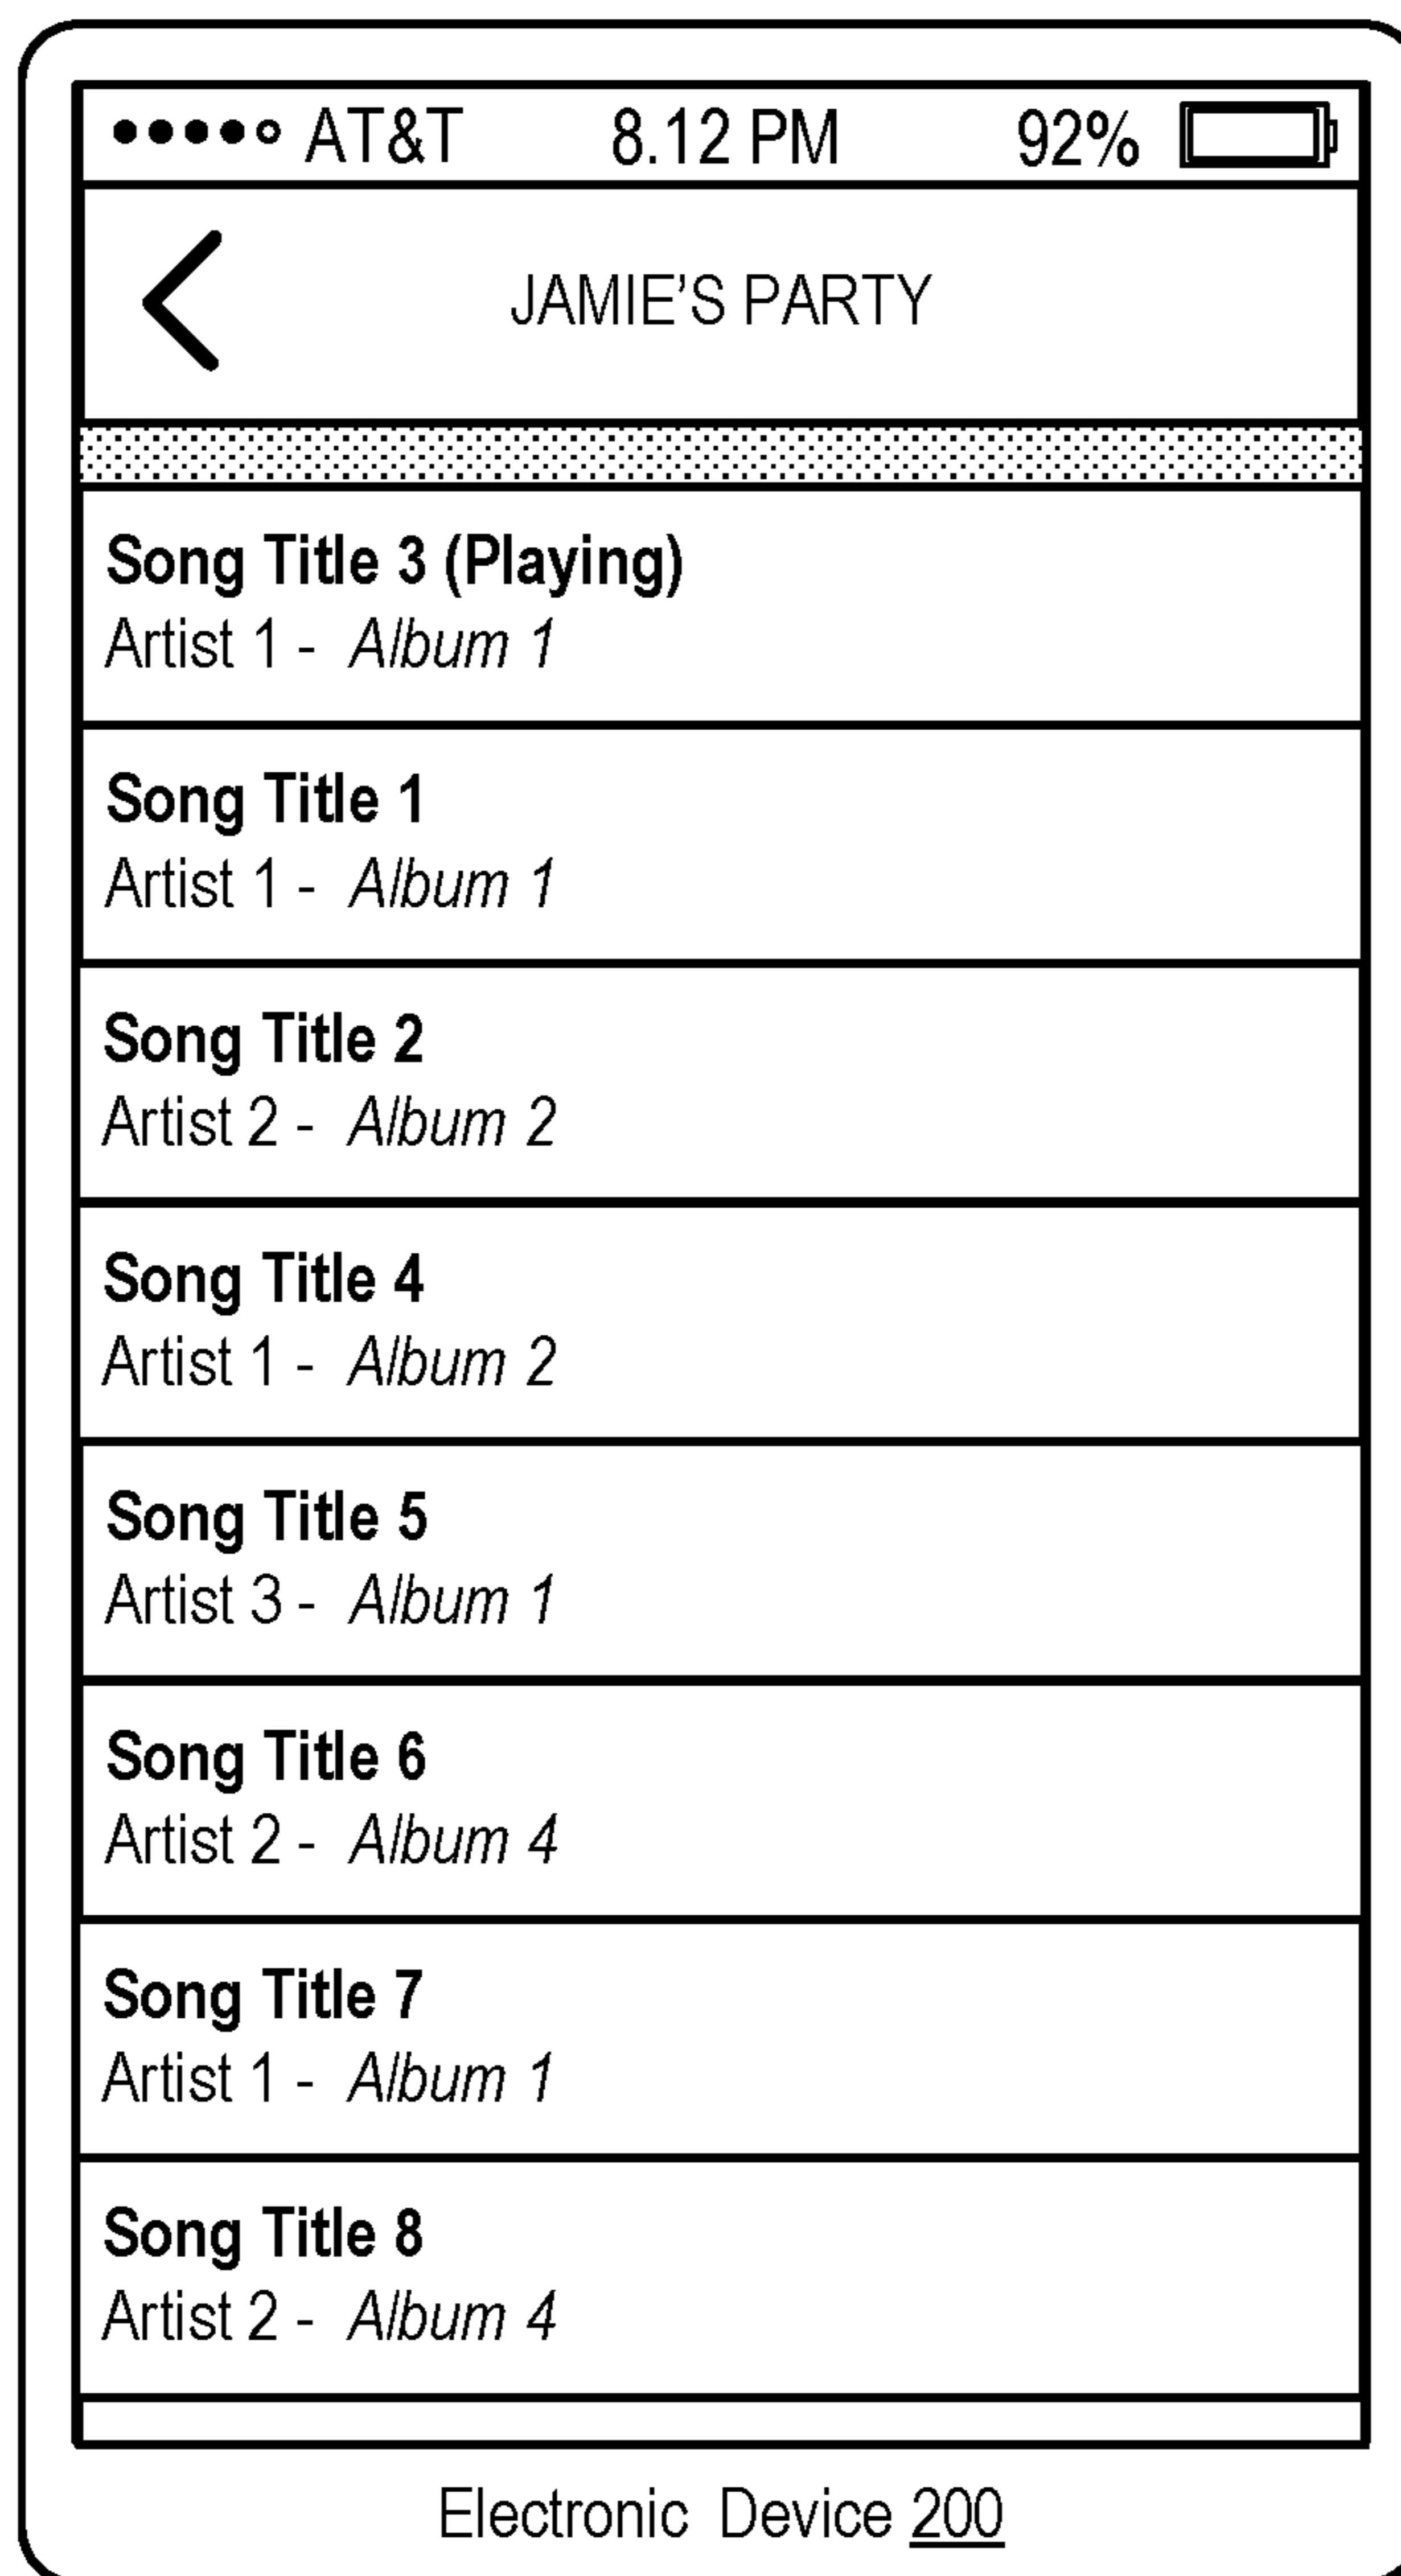 AT&T 8.12 PM 92%
JAMIE'S PARTY
Song Title 3 (Playing)
Artist 1 - Album 1
Song Title 1
Artist 1 - Album 1
Song Title 2
Artist 2 - Album 2
Song Title 4
Artist 1 - Album 2
Song Title 5
Artist 3 - Album 1
Song Title 6
Artist 2 - Album 4
Song Title 7
Artist 1 - Album 1
Song Title 8
Artist 2 - Album 4
Electronic Device 200